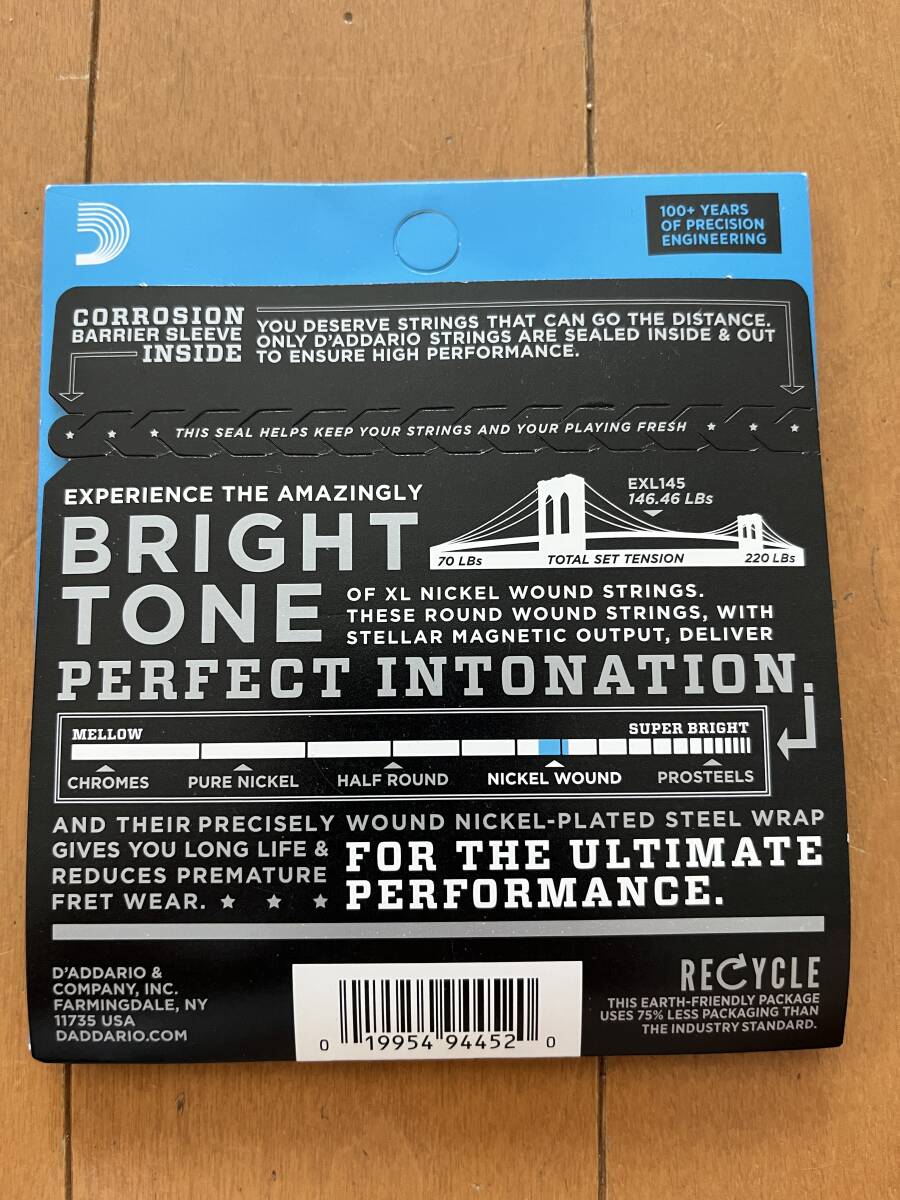 100+ YEARS
OF PRECISION
ENGINEERING
CORROSION
BARRIER SLEEVE
INSIDE
YOU DESERVE STRINGS THAT CAN GO THE DISTANCE.
ONLY D'ADDARIO STRINGS ARE SEALED INSIDE & OUT
TO ENSURE HIGH PERFORMANCE.
THIS SEAL HELPS KEEP YOUR STRINGS AND YOUR PLAYING FRESH
EXPERIENCE THE AMAZINGLY
BRIGHT
TONE
EXL145
146.46 LBs
70 LBs TOTAL SET TENSION 220 LBs
OF XL NICKEL WOUND STRINGS.
THESE ROUND WOUND STRINGS, WITH
STELLAR MAGNETIC OUTPUT, DELIVER
PERFECT INTONATION.
MELLOW SUPER BRIGHT
CHROMES PURE NICKEL HALF ROUND NICKEL WOUND PROSTEELS
AND THEIR PRECISELY WOUND NICKEL-PLATED STEEL WRAP
GIVES YOU LONG LIFE &
REDUCES PREMATURE
FRET WEAR.
FOR THE ULTIMATE
PERFORMANCE.
D'ADDARIO &
COMPANY, INC.
FARMINGDALE, NY
11735 USA
DADDARIO.COM
0 19954 94452 0
RECYCLE
THIS EARTH-FRIENDLY PACKAGE
USES 75% LESS PACKAGING THAN
THE INDUSTRY STANDARD.